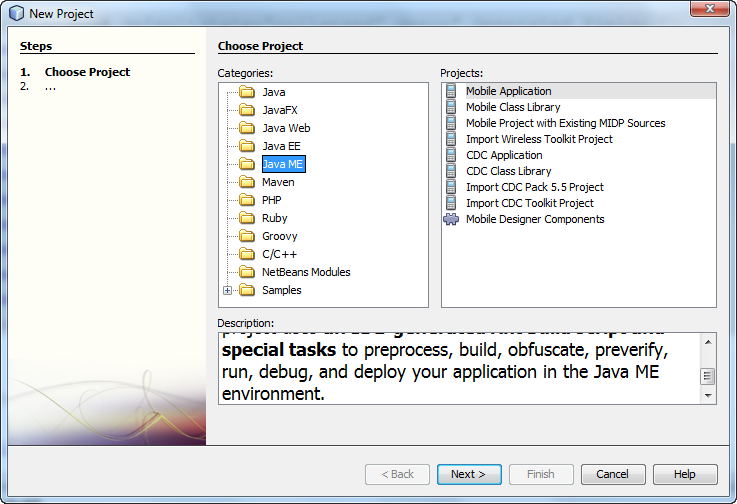 New Project
Steps
1. Choose Project
2. ...
Choose Project
Categories:
Java
JavaFX
Java Web
Java EE
Java ME
Maven
PHP
Ruby
Groovy
C/C++
NetBeans Modules
Samples
Projects:
Mobile Application
Mobile Class Library
Mobile Project with Existing MIDP Sources
Import Wireless Toolkit Project
CDC Application
CDC Class Library
Import CDC Pack 5.5 Project
Import CDC Toolkit Project
Mobile Designer Components
Description:
special tasks to preprocess, build, obfuscate, preverify,
run, debug, and deploy your application in the Java ME
environment.
< Back
Next >
Finish
Cancel
Help